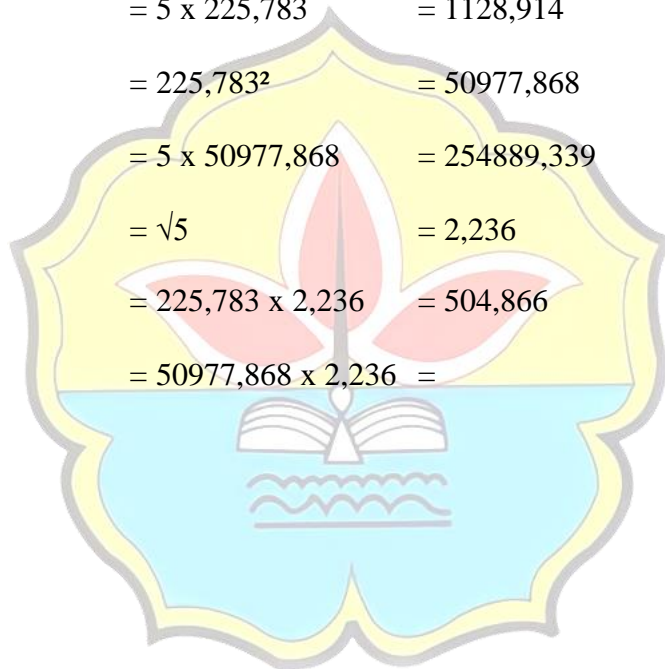 = 5 x 225,783 = 1128,914
= 225,783² = 50977,868
= 5 x 50977,868 = 254889,339
= √5 = 2,236
= 225,783 x 2,236 = 504,866
= 50977,868 x 2,236 =